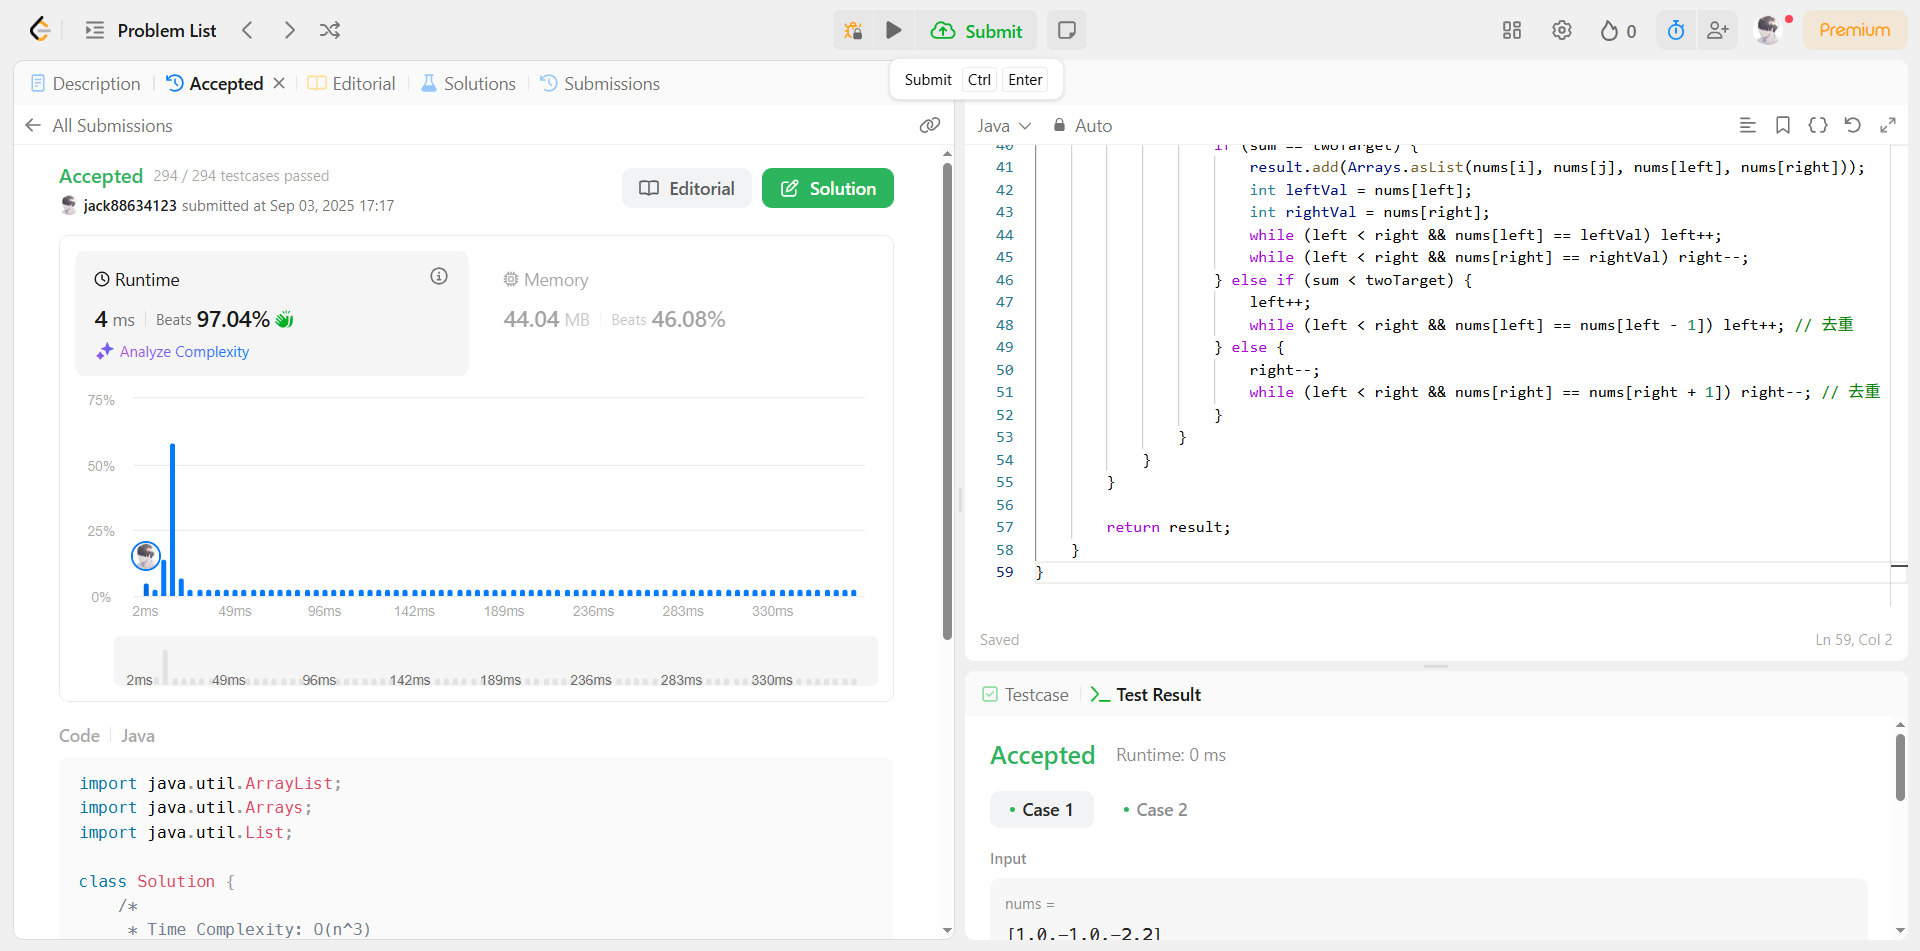 Problem List
Submit
0
Premium
Submit Ctrl Enter
Description
Accepted
Editorial
Solutions
Submissions
All Submissions
Accepted 294 / 294 testcases passed
jack88634123 submitted at Sep 03, 2025 17:17
Editorial
Solution
Runtime
4 ms Beats 97.04%
Analyze Complexity
Memory
44.04 MB Beats 46.08%
75%
50%
25%
0%
2ms 49ms 96ms 142ms 189ms 236ms 283ms 330ms
2ms 49ms 96ms 142ms 189ms 236ms 283ms 330ms
Code Java
import java.util.ArrayList;
import java.util.Arrays;
import java.util.List;
class Solution {
/*
* Time Complexity: O(n^3)
Java
Auto
40 if (sum == twoTarget) {
41 result.add(Arrays.asList(nums[i], nums[j], nums[left], nums[right]));
42 int leftVal = nums[left];
43 int rightVal = nums[right];
44 while (left < right && nums[left] == leftVal) left++;
45 while (left < right && nums[right] == rightVal) right--;
46 } else if (sum < twoTarget) {
47 left++;
48 while (left < right && nums[left] == nums[left - 1]) left++; // 去重
49 } else {
50 right--;
51 while (left < right && nums[right] == nums[right + 1]) right--; // 去重
52 }
53 }
54 }
55 }
56
57 return result;
58 }
59 }
Saved
Ln 59, Col 2
Testcase
Test Result
Accepted Runtime: 0 ms
Case 1
Case 2
Input
nums =
[1,0,-1,0,-2,2]